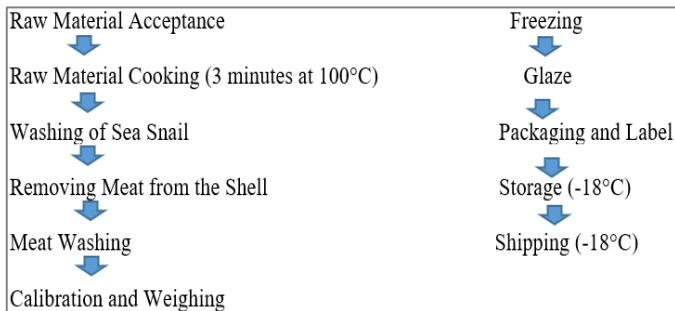 Raw Material Acceptance
Raw Material Cooking (3 minutes at 100°C)
Washing of Sea Snail
Removing Meat from the Shell
Meat Washing
Calibration and Weighing
Freezing
Glaze
Packaging and Label
Storage (-18°C)
Shipping (-18°C)